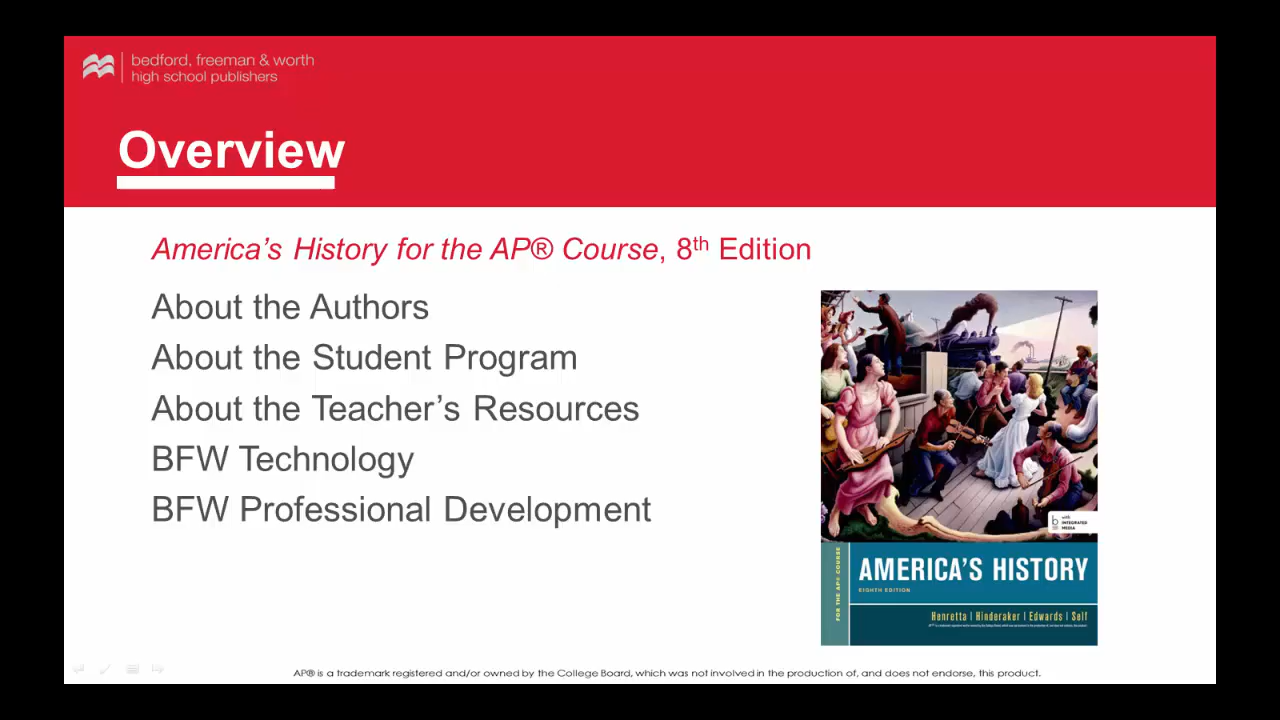 bedford, freeman & worth
high school publishers
Overview
America's History for the AP® Course, 8th Edition
About the Authors
About the Student Program
About the Teacher's Resources
BFW Technology
BFW Professional Development
b with INTEGRATED MEDIA
FOR THE AP® COURSE
AMERICA'S HISTORY
EIGHTH EDITION
Henretta | Hinderaker | Edwards | Self
AP® is a trademark registered and/or owned by the College Board, which was not involved in the production of, and does not endorse, this product.